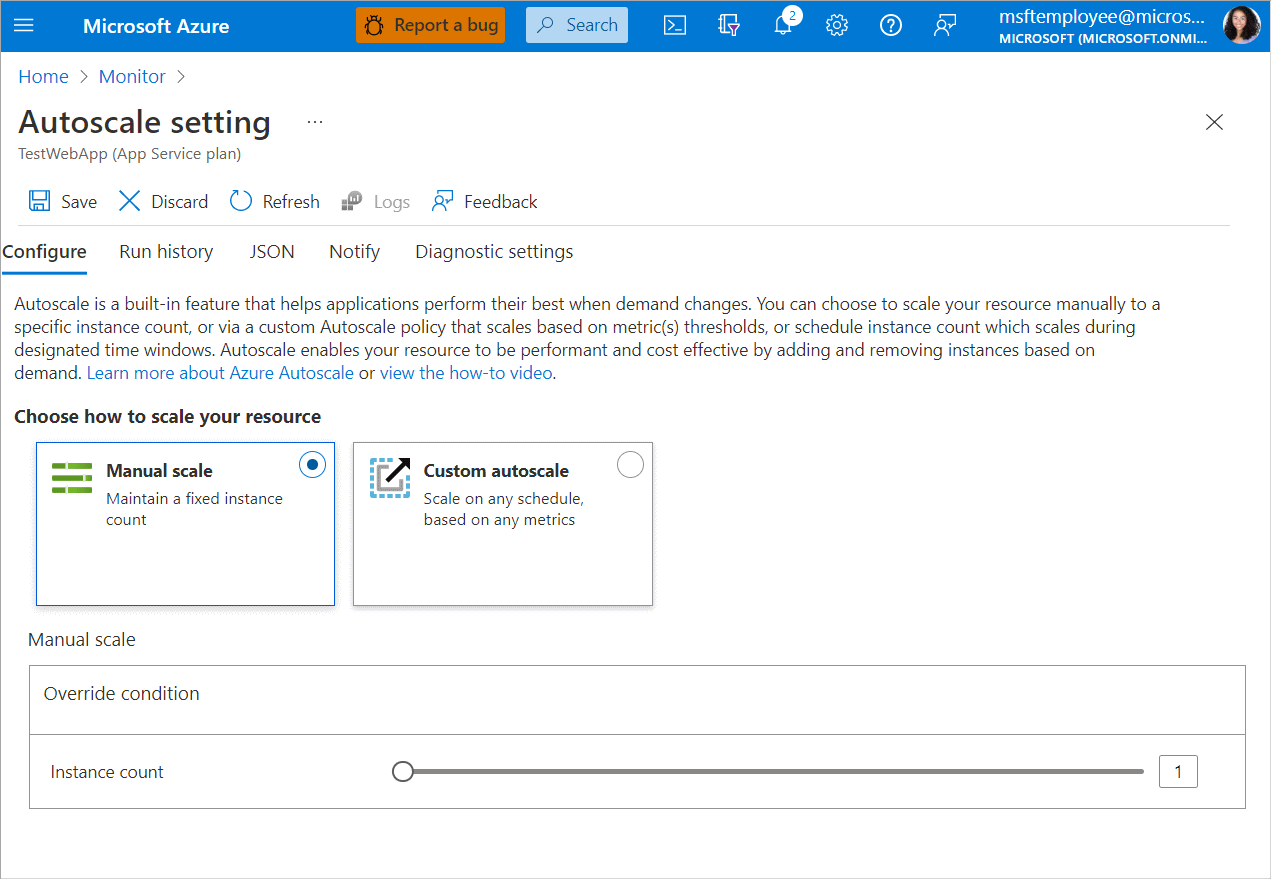 Microsoft Azure
Report a bug
Search
2
msftemployee@micros...
MICROSOFT (MICROSOFT.ONMI...
Home > Monitor >
Autoscale setting ...
TestWebApp (App Service plan)
Save Discard Refresh Logs Feedback
Configure Run history JSON Notify Diagnostic settings
Autoscale is a built-in feature that helps applications perform their best when demand changes. You can choose to scale your resource manually to a
specific instance count, or via a custom Autoscale policy that scales based on metric(s) thresholds, or schedule instance count which scales during
designated time windows. Autoscale enables your resource to be performant and cost effective by adding and removing instances based on
demand. Learn more about Azure Autoscale or view the how-to video.
Choose how to scale your resource
Manual scale
Maintain a fixed instance
count
Custom autoscale
Scale on any schedule,
based on any metrics
Manual scale
Override condition
Instance count
1